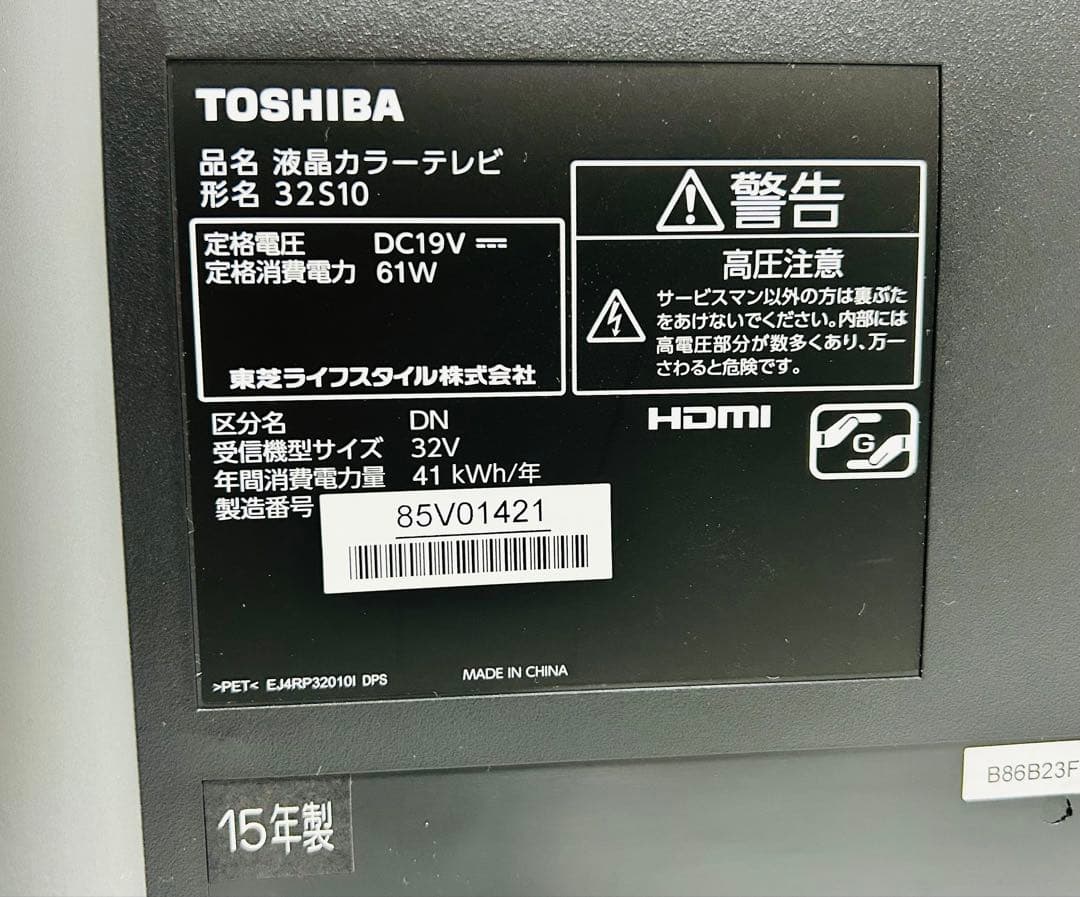 TOSHIBA
品名 液晶カラーテレビ
形名 32S10
定格電圧 DC19V
定格消費電力 61W
東芝ライフスタイル株式会社
警告
高圧注意
サービスマン以外の方は裏ぶた
をあけないでください。内部には
高電圧部分が数多くあり、万一
さわると危険です。
区分名 DN
受信機型サイズ 32V
年間消費電力量 41 kWh/年
製造番号
85V01421
HDMI
G
>PET< EJ4RP32010I DPS
MADE IN CHINA
15年製
B86B23F